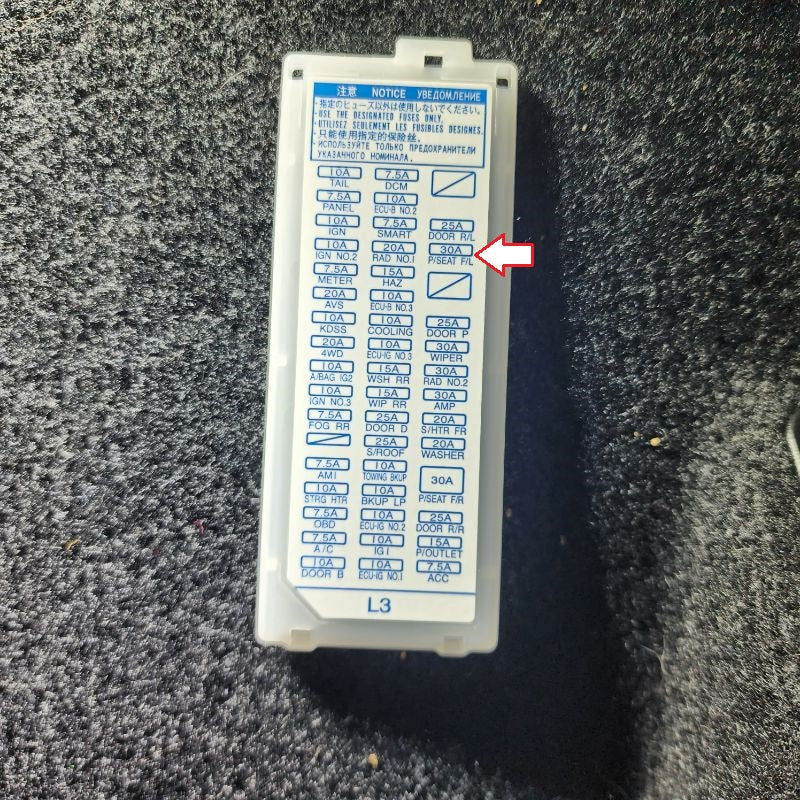 注意 NOTICE УВЕДОМЛЕНИЕ
・指定のヒューズ以外は使用しないでください。
・USE THE DESIGNATED FUSES ONLY.
・UTILISEZ SEULEMENT LES FUSIBLES DESIGNES.
・只能使用指定的保险丝.
・ИСПОЛЬЗУЙТЕ ТОЛЬКО ПРЕДОХРАНИТЕЛИ
УКАЗАННОГО НОМИНАЛА.
10A
TAIL
7.5A
PANEL
10A
IGN
10A
IGN NO.2
7.5A
METER
20A
AVS
10A
KDSS
20A
4WD
10A
A/BAG IG2
10A
IGN NO.3
7.5A
FOG RR
7.5A
AMI
10A
STRG HTR
7.5A
OBD
7.5A
A/C
10A
DOOR B
7.5A
DCM
10A
ECU-B NO.2
7.5A
SMART
20A
RAD NO.1
15A
HAZ
10A
ECU-B NO.3
10A
COOLING
10A
ECU-IG NO.3
15A
WSH RR
15A
WIP RR
25A
DOOR D
25A
S/ROOF
10A
TOWING BKUP
10A
BKUP LP
10A
ECU-IG NO.2
10A
IG1
10A
ECU-IG NO.1
25A
DOOR R/L
30A
P/SEAT F/L
25A
DOOR P
30A
WIPER
30A
RAD NO.2
30A
AMP
20A
S/HTR FR
20A
WASHER
30A
P/SEAT F/R
25A
DOOR R/R
15A
P/OUTLET
7.5A
ACC
L3